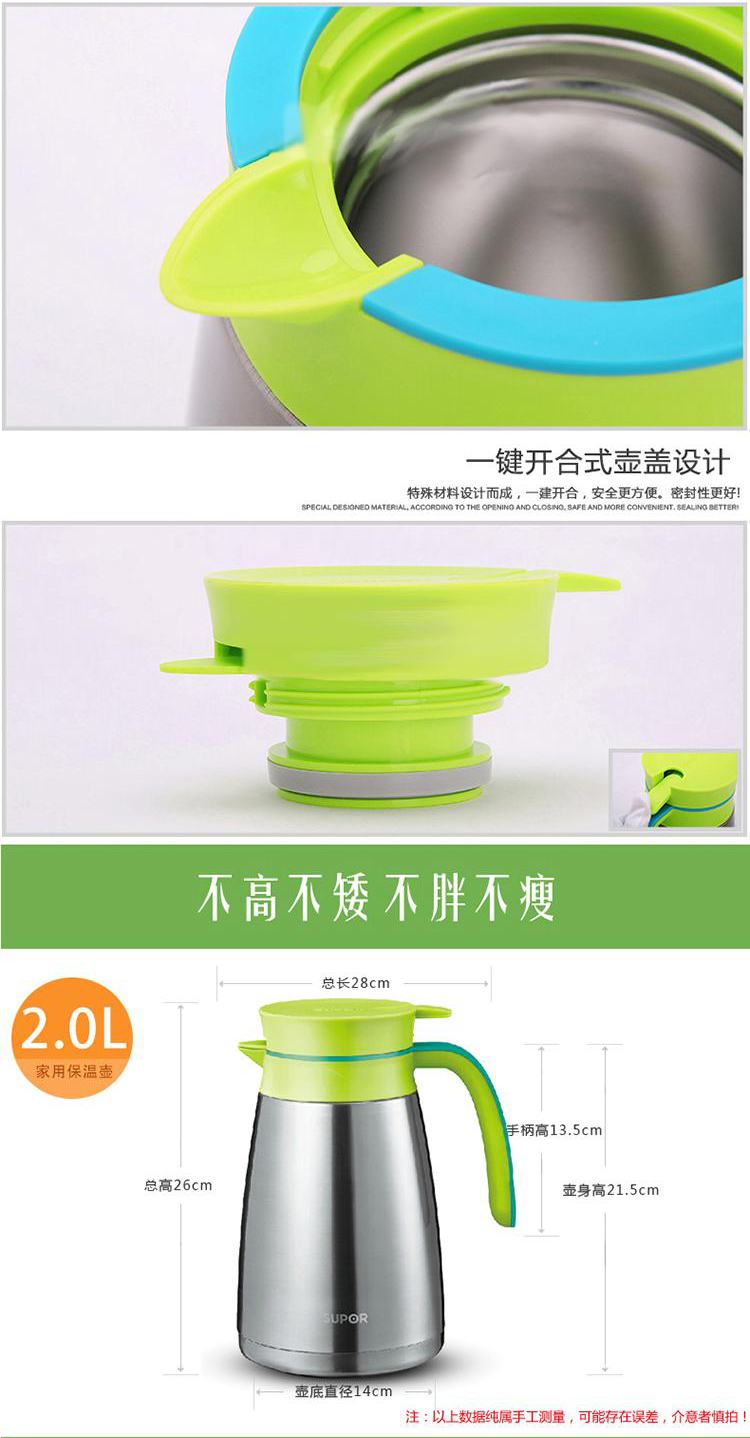 一键开合式壶盖设计
特殊材料设计而成，一建开合，安全更方便。密封性更好!
SPECIAL DESIGNED MATERIAL, ACCORDING TO THE OPENING AND CLOSING, SAFE AND MORE CONVENIENT. SEALING BETTER!
不高不矮 不胖不瘦
2.0L
家用保温壶
总长28cm
手柄高13.5cm
总高26cm
壶身高21.5cm
SUPOR
壶底直径14cm
注：以上数据纯属手工测量，可能存在误差，介意者慎拍！